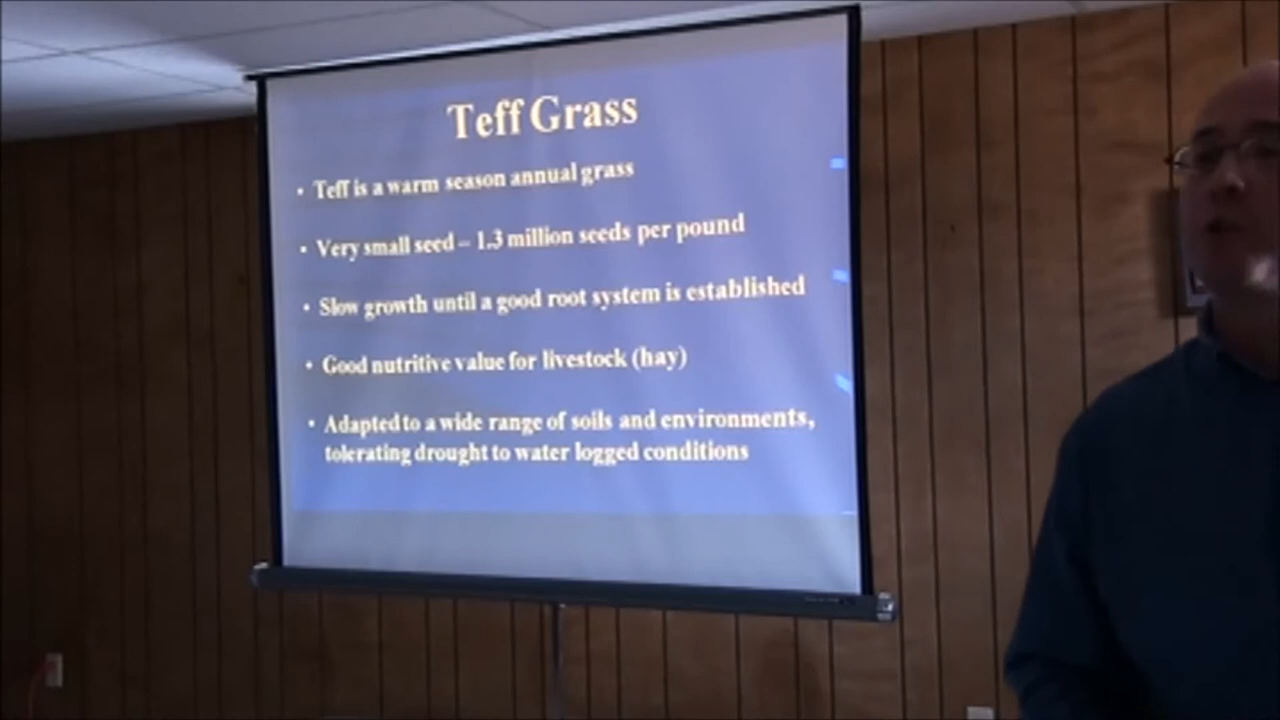 Teff Grass
• Teff is a warm season annual grass
• Very small seed – 1.3 million seeds per pound
• Slow growth until a good root system is established
• Good nutritive value for livestock (hay)
• Adapted to a wide range of soils and environments,
tolerating drought to water logged conditions